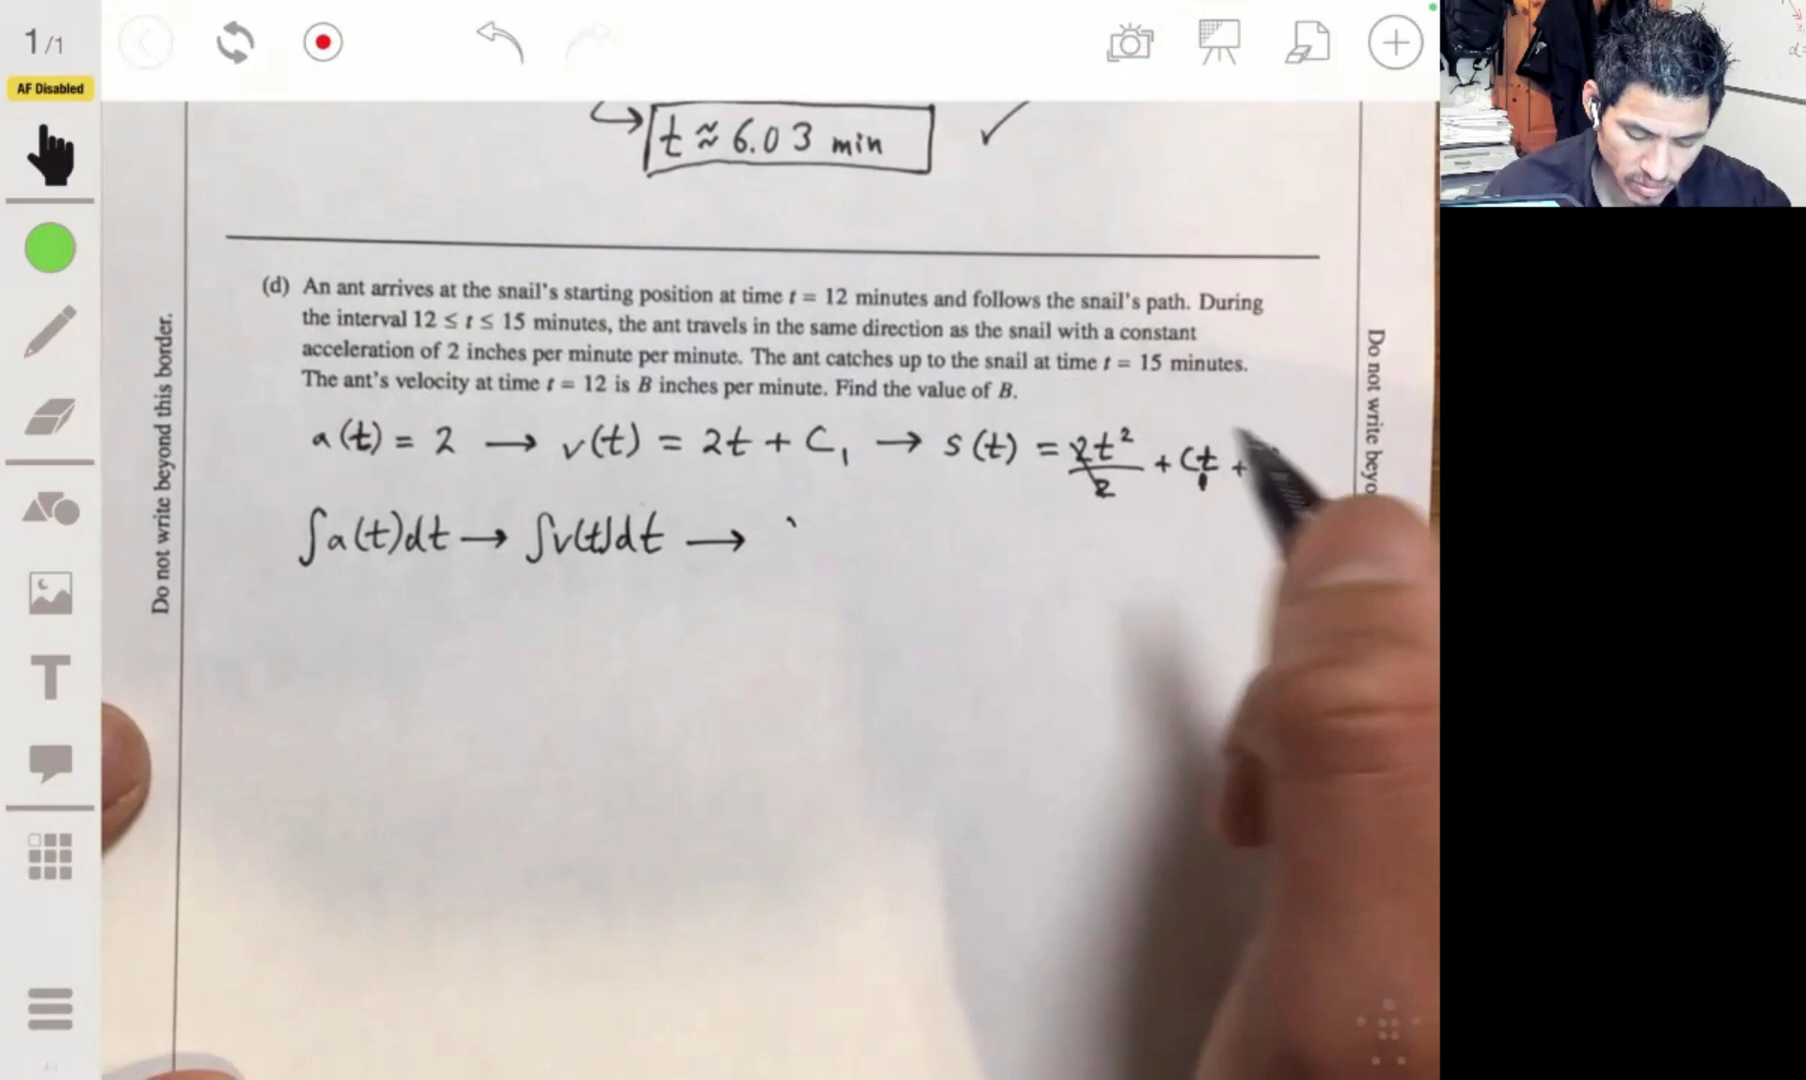 1/1
AF Disabled
t ≈ 6.03 min ✓
(d) An ant arrives at the snail's starting position at time t = 12 minutes and follows the snail's path. During
the interval 12 ≤ t ≤ 15 minutes, the ant travels in the same direction as the snail with a constant
acceleration of 2 inches per minute per minute. The ant catches up to the snail at time t = 15 minutes.
The ant's velocity at time t = 12 is B inches per minute. Find the value of B.
a(t) = 2 → v(t) = 2t + C₁ → s(t) = 2t²/2 + C₁t +
∫a(t)dt → ∫v(t)dt →
Do not write beyond this border.
Do not write beyo
T